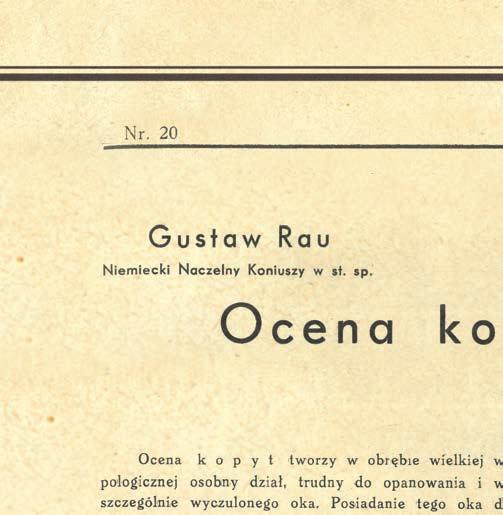 Nr. 20
Gustaw Rau
Niemiecki Naczelny Koniuszy w st. sp.
Ocena ko
Ocena kopyt tworzy w obrębie wielkiej w
pologicznej osobny dział, trudny do opanowania i w
szczególnie wyczulonego oka. Posiadanie tego oka d